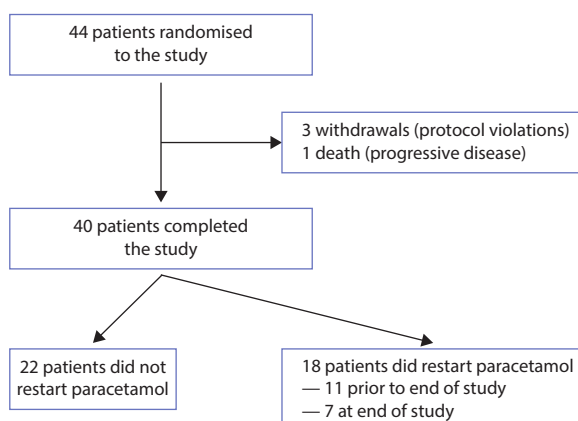 44 patients randomised
to the study
3 withdrawals (protocol violations)
1 death (progressive disease)
40 patients completed
the study
22 patients did not
restart paracetamol
18 patients did restart paracetamol
— 11 prior to end of study
— 7 at end of study